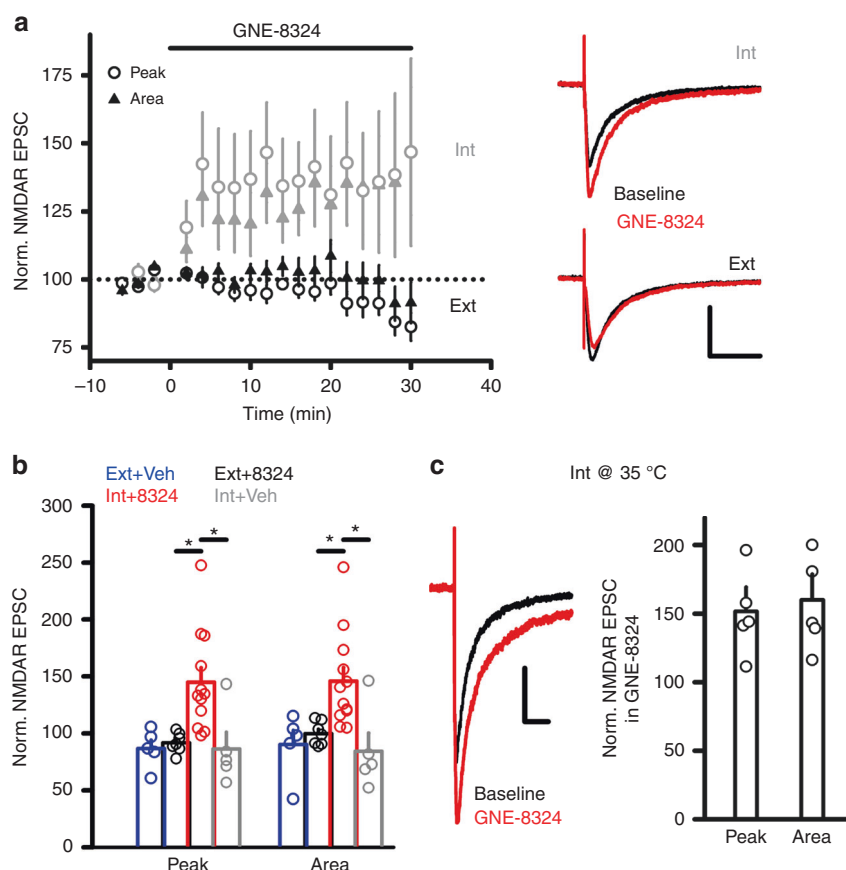 a
GNE-8324
Peak
Area
Int
Ext
Norm. NMDAR EPSC
175
150
125
100
75
−10
0
10
20
30
40
Time (min)
Int
Baseline
GNE-8324
Ext
b
Ext+Veh
Ext+8324
Int+8324
Int+Veh
Norm. NMDAR EPSC
300
250
200
150
100
50
0
*
*
*
*
Peak
Area
c
Int @ 35 °C
Baseline
GNE-8324
Norm. NMDAR EPSC
in GNE-8324
200
150
100
50
0
Peak
Area